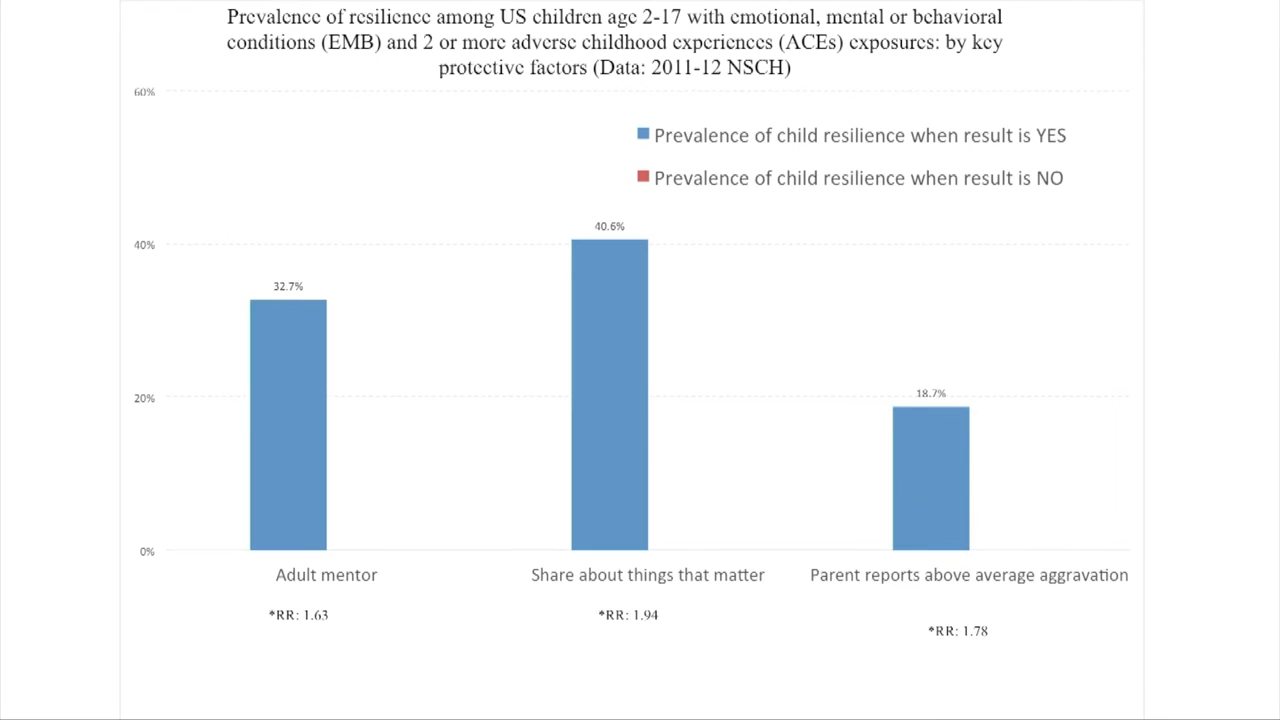 Prevalence of resilience among US children age 2-17 with emotional, mental or behavioral
conditions (EMB) and 2 or more adverse childhood experiences (ACEs) exposures: by key
protective factors (Data: 2011-12 NSCH)
60%
Prevalence of child resilience when result is YES
Prevalence of child resilience when result is NO
40.6%
40%
32.7%
20%
18.7%
0%
Adult mentor
Share about things that matter
Parent reports above average aggravation
*RR: 1.63
*RR: 1.94
*RR: 1.78